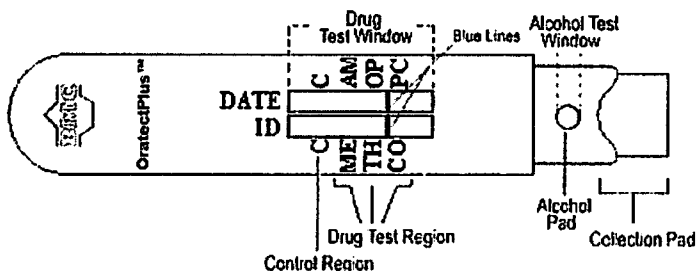 Drug
Test Window
Alcohol Test
Window
Blue Lines
C AM OP PC
DATE
ID
C ME TH CO
BMC
OratectPlus™
Drug Test Region
Control Region
Alcohol
Pad
Collection Pad